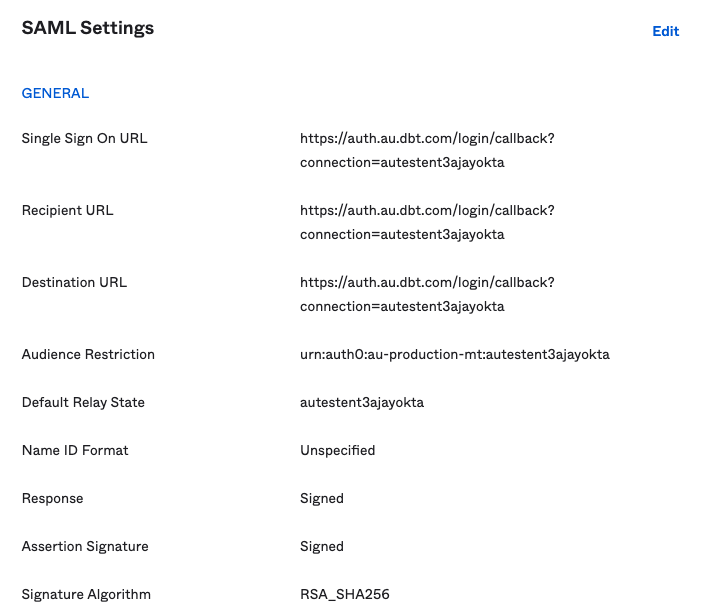 SAML Settings
Edit
GENERAL
Single Sign On URL
https://auth.au.dbt.com/login/callback?
connection=autestent3ajayokta
Recipient URL
https://auth.au.dbt.com/login/callback?
connection=autestent3ajayokta
Destination URL
https://auth.au.dbt.com/login/callback?
connection=autestent3ajayokta
Audience Restriction
urn:auth0:au-production-mt:autestent3ajayokta
Default Relay State
autestent3ajayokta
Name ID Format
Unspecified
Response
Signed
Assertion Signature
Signed
Signature Algorithm
RSA_SHA256